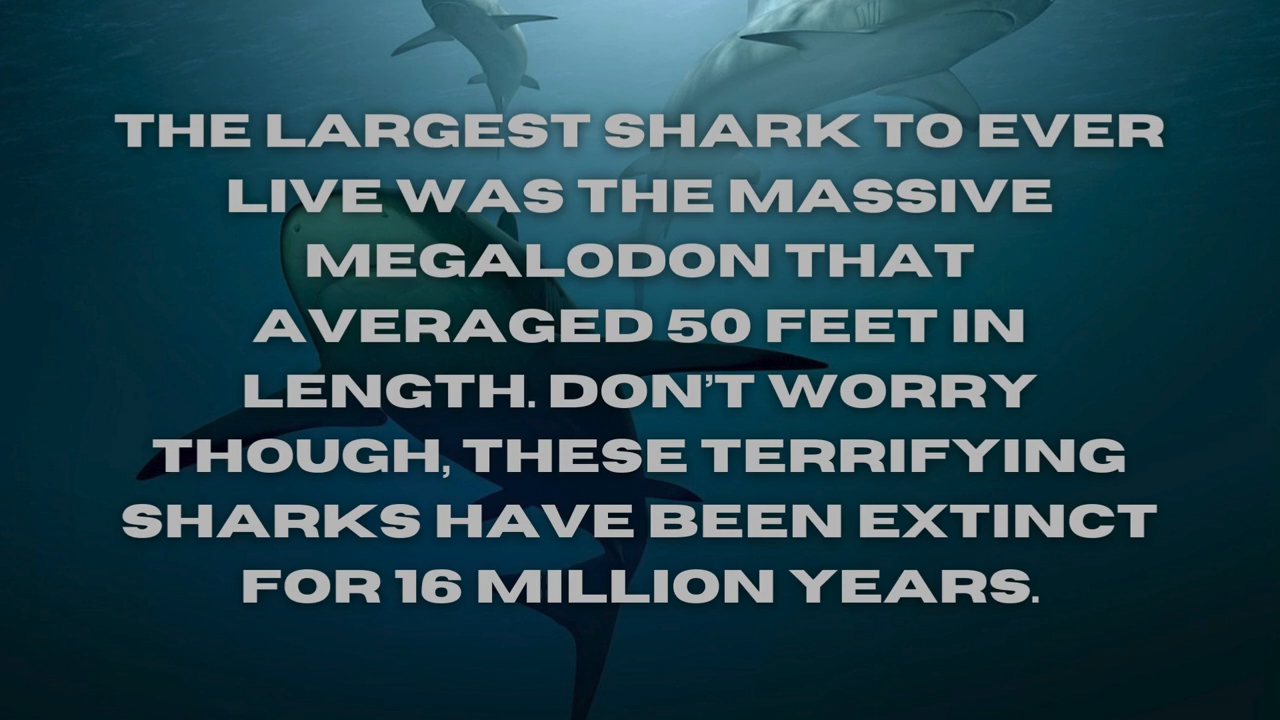 THE LARGEST SHARK TO EVER
LIVE WAS THE MASSIVE
MEGALODON THAT
AVERAGED 50 FEET IN
LENGTH. DON’T WORRY
THOUGH, THESE TERRIFYING
SHARKS HAVE BEEN EXTINCT
FOR 16 MILLION YEARS.